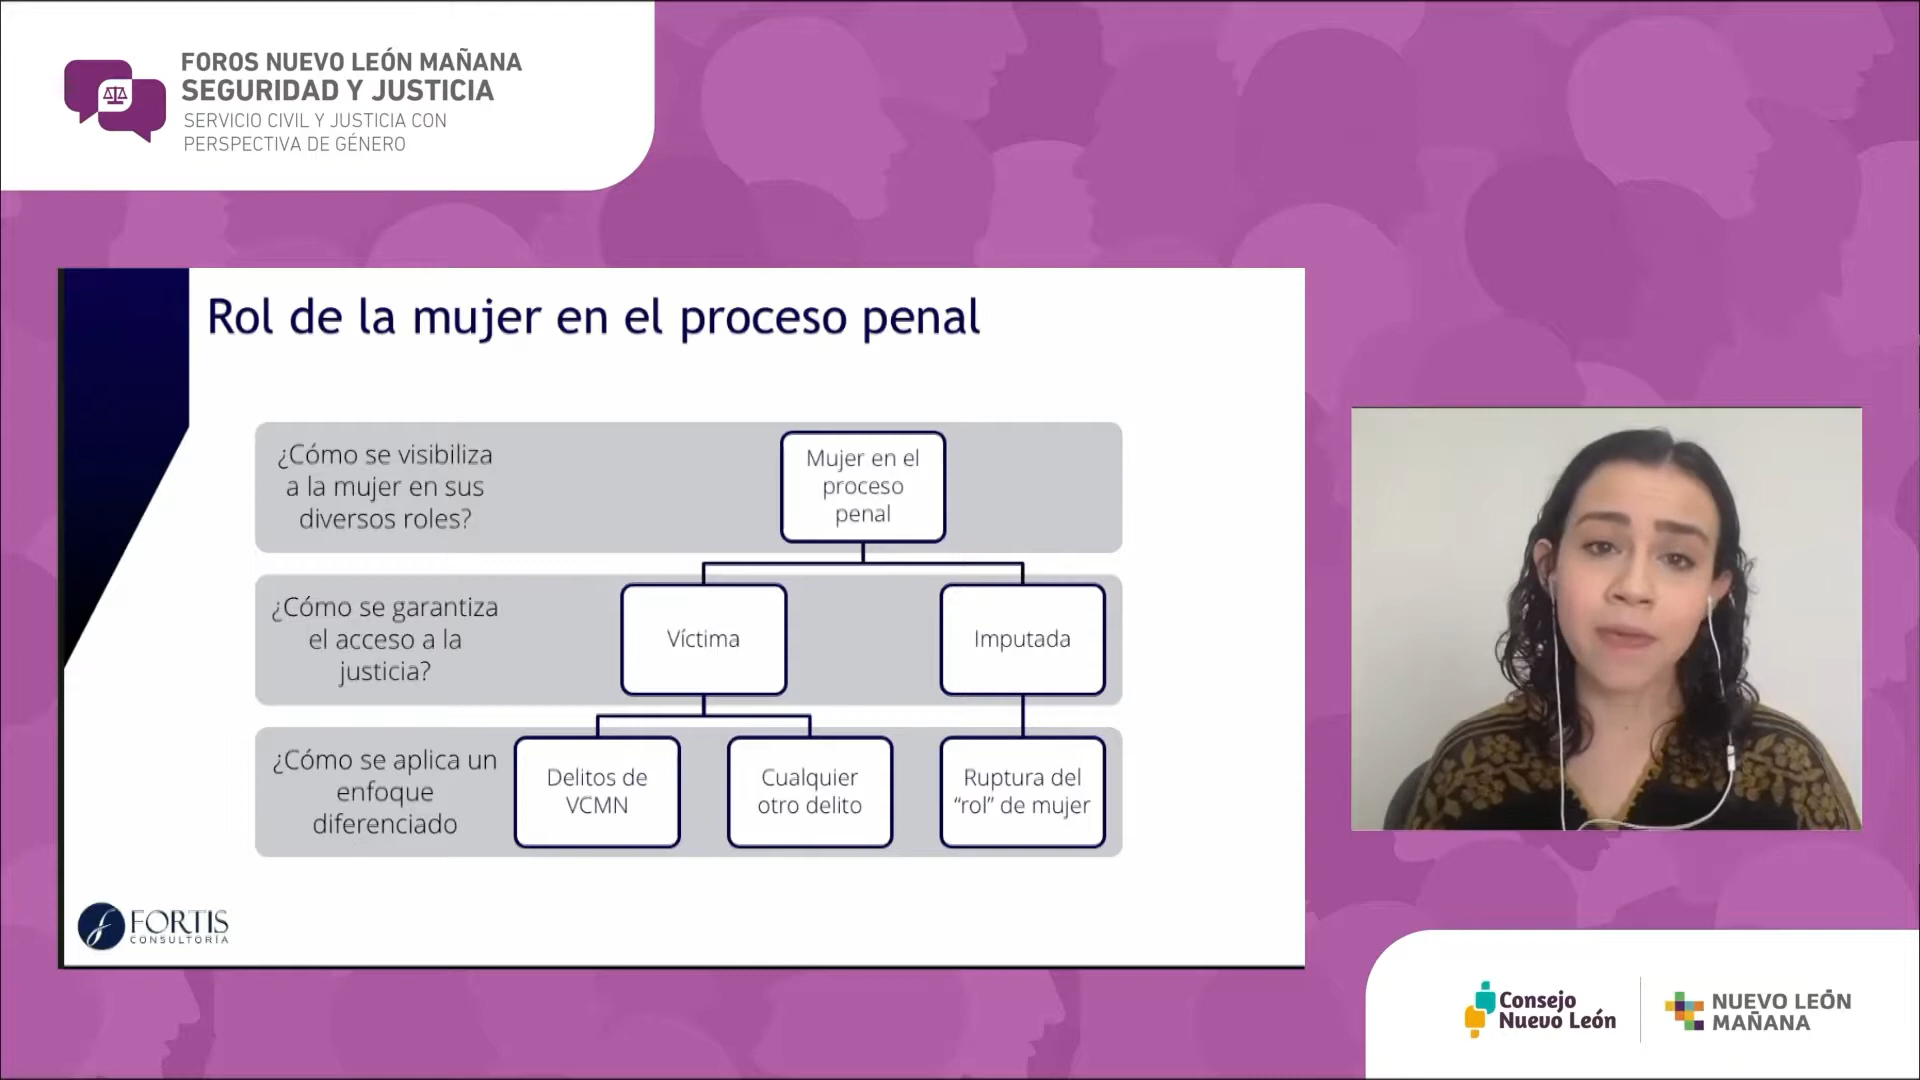 FOROS NUEVO LEÓN MAÑANA
SEGURIDAD Y JUSTICIA
SERVICIO CIVIL Y JUSTICIA CON
PERSPECTIVA DE GÉNERO
Rol de la mujer en el proceso penal
¿Cómo se visibiliza
a la mujer en sus
diversos roles?
Mujer en el
proceso
penal
¿Cómo se garantiza
el acceso a la
justicia?
Víctima
Imputada
¿Cómo se aplica un
enfoque
diferenciado
Delitos de
VCMN
Cualquier
otro delito
Ruptura del
“rol” de mujer
FORTIS
CONSULTORÍA
Consejo
Nuevo León
NUEVO LEÓN
MAÑANA